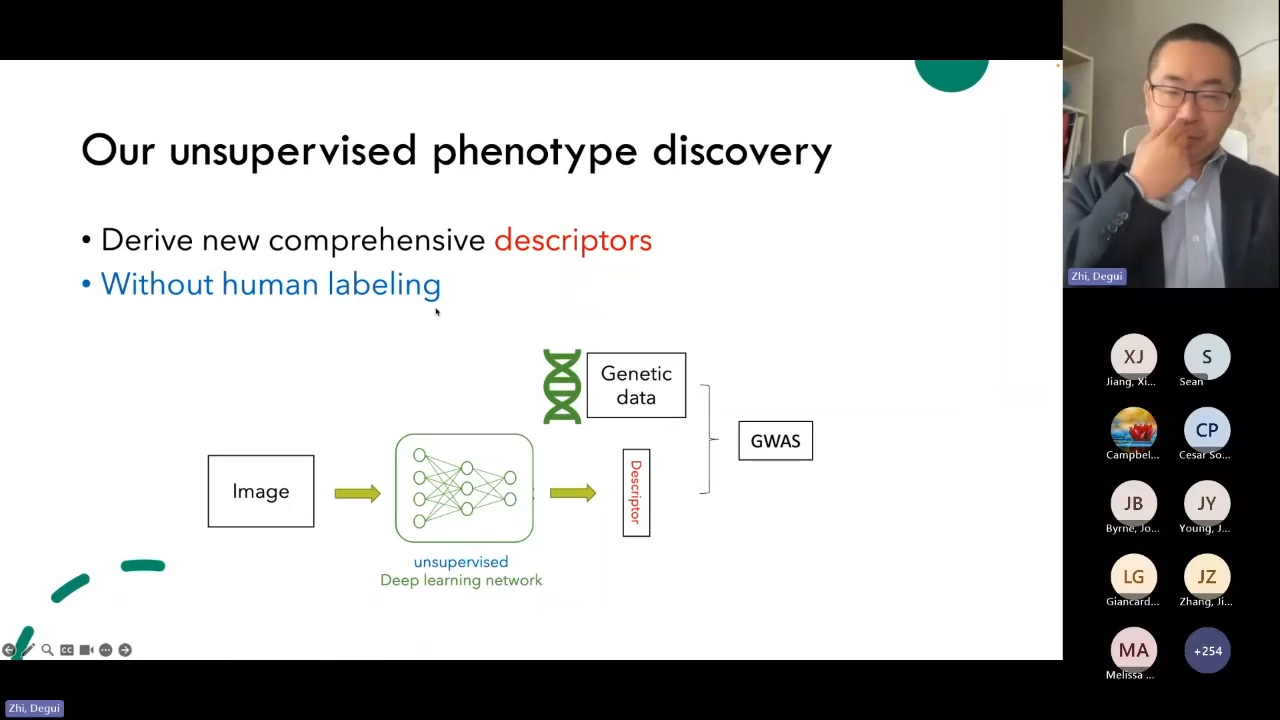 Our unsupervised phenotype discovery
• Derive new comprehensive descriptors
• Without human labeling
Genetic
data
GWAS
Image
Descriptor
unsupervised
Deep learning network
Zhi, Degui
XJ
Jiang, Xi...
S
Sean
Campbel...
CP
Cesar So...
JB
Byrne, Jo...
JY
Young, J...
LG
Giancard...
JZ
Zhang, Ji...
MA
Melissa ...
+254
CC
Zhi, Degui